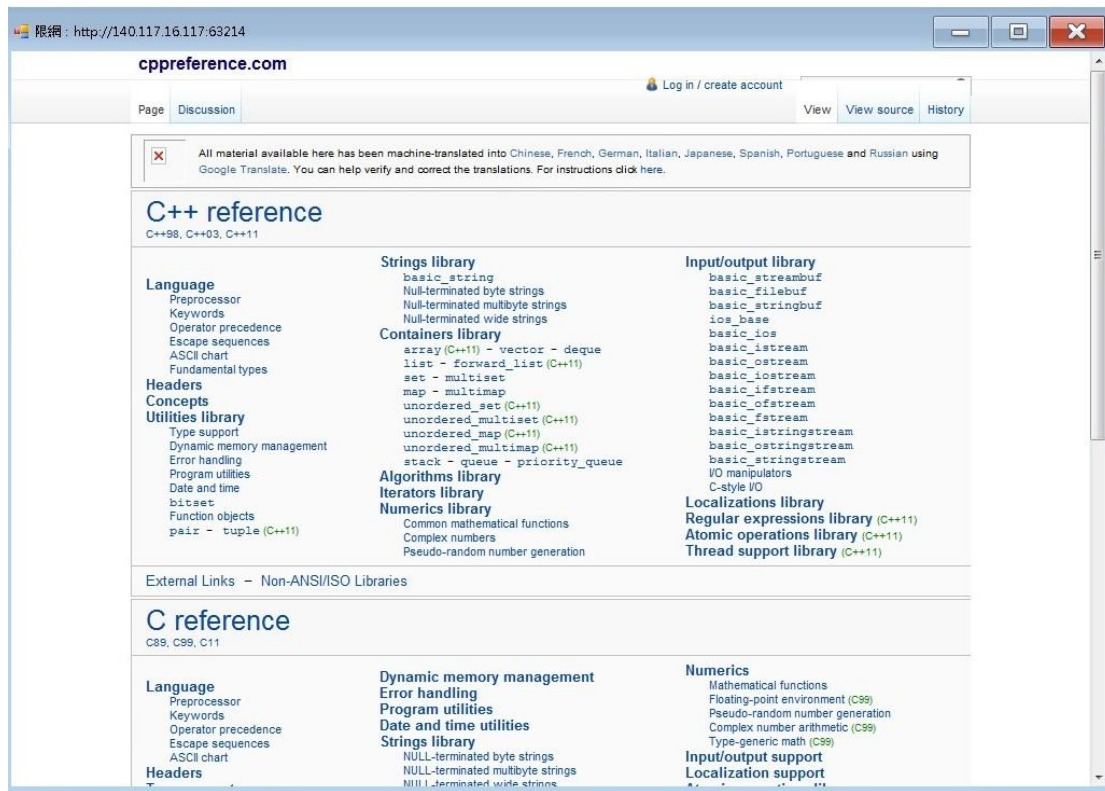 限網 : http://140.117.16.117:63214
cppreference.com
Log in / create account
Page Discussion
View View source History
All material available here has been machine-translated into Chinese, French, German, Italian, Japanese, Spanish, Portuguese and Russian using
Google Translate. You can help verify and correct the translations. For instructions click here.
C++ reference
C++98, C++03, C++11
Language
Preprocessor
Keywords
Operator precedence
Escape sequences
ASCII chart
Fundamental types
Headers
Concepts
Utilities library
Type support
Dynamic memory management
Error handling
Program utilities
Date and time
bitset
Function objects
pair - tuple (C++11)
Strings library
basic_string
Null-terminated byte strings
Null-terminated multibyte strings
Null-terminated wide strings
Containers library
array (C++11) - vector - deque
list - forward_list (C++11)
set - multiset
map - multimap
unordered_set (C++11)
unordered_multiset (C++11)
unordered_map (C++11)
unordered_multimap (C++11)
stack - queue - priority_queue
Algorithms library
Iterators library
Numerics library
Common mathematical functions
Complex numbers
Pseudo-random number generation
Input/output library
basic_streambuf
basic_filebuf
basic_stringbuf
ios_base
basic_ios
basic_istream
basic_ostream
basic_iostream
basic_ifstream
basic_ofstream
basic_fstream
basic_istringstream
basic_ostringstream
basic_stringstream
I/O manipulators
C-style I/O
Localizations library
Regular expressions library (C++11)
Atomic operations library (C++11)
Thread support library (C++11)
External Links – Non-ANSI/ISO Libraries
C reference
C89, C99, C11
Language
Preprocessor
Keywords
Operator precedence
Escape sequences
ASCII chart
Headers
Dynamic memory management
Error handling
Program utilities
Date and time utilities
Strings library
NULL-terminated byte strings
NULL-terminated multibyte strings
NULL-terminated wide strings
Numerics
Mathematical functions
Floating-point environment (C99)
Pseudo-random number generation
Complex number arithmetic (C99)
Type-generic math (C99)
Input/output support
Localization support